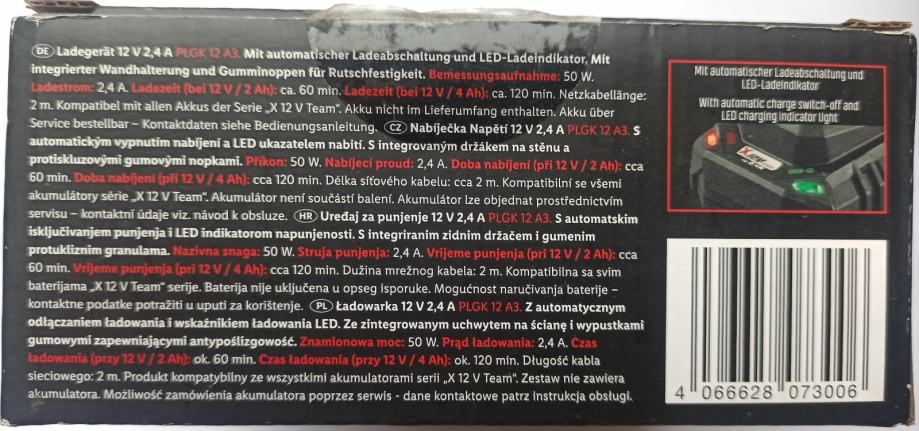 DE Ladegerät 12 V 2,4 A PLGK 12 A3. Mit automatischer Ladeabschaltung und LED-Ladeindikator. Mit
integrierter Wandhalterung und Gumminoppen für Rutschfestigkeit. Bemessungsaufnahme: 50 W.
Ladestrom: 2,4 A. Ladezeit (bei 12 V / 2 Ah): ca. 60 min. Ladezeit (bei 12 V / 4 Ah): ca. 120 min. Netzkabellänge:
2 m. Kompatibel mit allen Akkus der Serie „X 12 V Team“. Akku nicht im Lieferumfang enthalten. Akku über
Service bestellbar – Kontaktdaten siehe Bedienungsanleitung. CZ Nabíječka Napětí 12 V 2,4 A PLGK 12 A3. S
automatickým vypnutím nabíjení a LED ukazatelem nabití. S integrovaným držákem na stěnu a
protiskluzovými gumovými nopkami. Příkon: 50 W. Nabíjecí proud: 2,4 A. Doba nabíjení (při 12 V / 2 Ah): cca
60 min. Doba nabíjení (při 12 V / 4 Ah): cca 120 min. Délka síťového kabelu: cca 2 m. Kompatibilní se všemi
akumulátory série „X 12 V Team“. Akumulátor není součástí balení. Akumulátor lze objednat prostřednictvím
servisu – kontaktní údaje viz. návod k obsluze. HR Uređaj za punjenje 12 V 2,4 A PLGK 12 A3. S automatskim
isključivanjem punjenja i LED indikatorom napunjenosti. S integriranim zidnim držačem i gumenim
protukliznim granulama. Nazivna snaga: 50 W. Struja punjenja: 2,4 A. Vrijeme punjenja (pri 12 V / 2 Ah): cca
60 min. Vrijeme punjenja (pri 12 V / 4 Ah): cca 120 min. Dužina mrežnog kabela: 2 m. Kompatibilna sa svim
baterijama „X 12 V Team“ serije. Baterija nije uključena u opseg isporuke. Mogućnost naručivanja baterije –
kontaktne podatke potražiti u uputi za korištenje. PL Ładowarka 12 V 2,4 A PLGK 12 A3. Z automatycznym
odłączaniem ładowania i wskaźnikiem ładowania LED. Ze zintegrowanym uchwytem na ścianę i wypustkami
gumowymi zapewniającymi antypoślizgowość. Znamionowa moc: 50 W. Prąd ładowania: 2,4 A. Czas
ładowania (przy 12 V / 2 Ah): ok. 60 min. Czas ładowania (przy 12 V / 4 Ah): ok. 120 min. Długość kabla
sieciowego: 2 m. Produkt kompatybilny ze wszystkimi akumulatorami serii „X 12 V Team“. Zestaw nie zawiera
akumulatora. Możliwość zamówienia akumulatora poprzez serwis - dane kontaktowe patrz instrukcja obsługi.
Mit automatischer Ladeabschaltung und
LED-Ladeindikator
With automatic charge switch-off and
LED charging indicator light
4 066628 073006